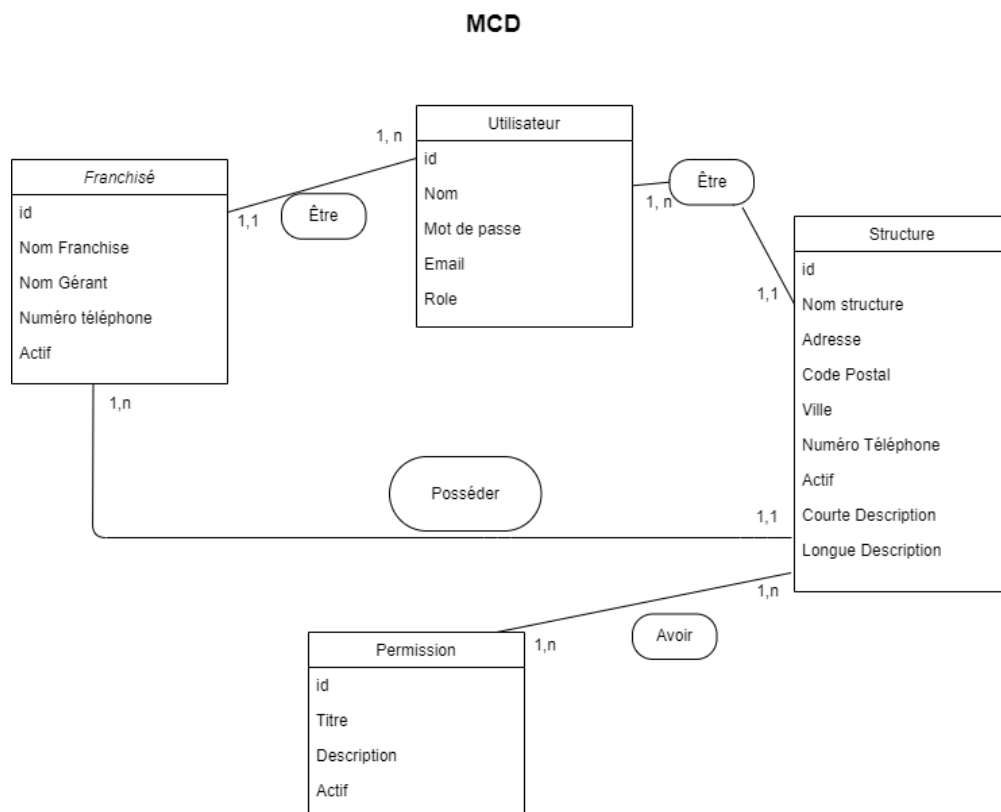 MCD
Utilisateur
id
Nom
Mot de passe
Email
Role
1, n
Franchisé
id
Nom Franchise
Nom Gérant
Numéro téléphone
Actif
1,1
Être
1, n
Être
1,1
Structure
id
Nom structure
Adresse
Code Postal
Ville
Numéro Téléphone
Actif
Courte Description
Longue Description
1,n
Posséder
1,1
1,n
Avoir
1,n
Permission
id
Titre
Description
Actif